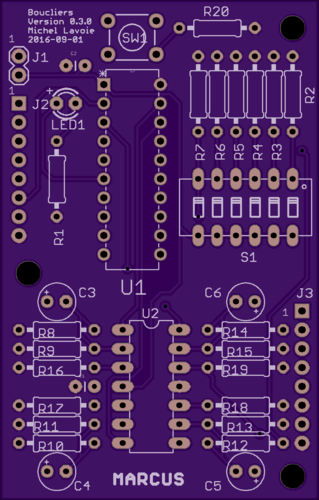 Boucliers
Version 0.3.0
Michel Lavoie
2016-09-01
R20
SW1
1
J1
1
J2
LED1
R2
R7
R6
R5
R4
R3
R1
S1
U1
C3
C6
J3
U2
1
R8
R14
R9
R15
R16
R19
R17
R18
R11
R13
R10
R12
C4
C5
MARCUS